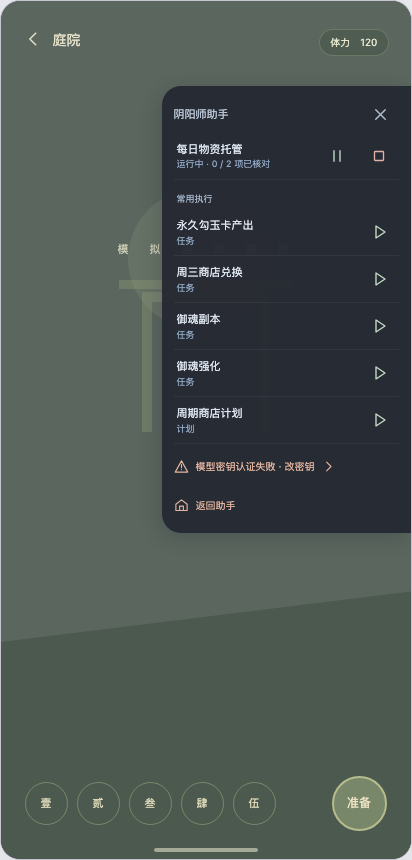 庭院
体力 120
阴阳师助手
每日物资托管
运行中 · 0 / 2 项已核对
常用执行
永久勾玉卡产出
任务
模 拟
周三商店兑换
任务
御魂副本
任务
御魂强化
任务
周期商店计划
计划
模型密钥认证失败 · 改密钥
返回助手
壹
贰
叁
肆
伍
准备